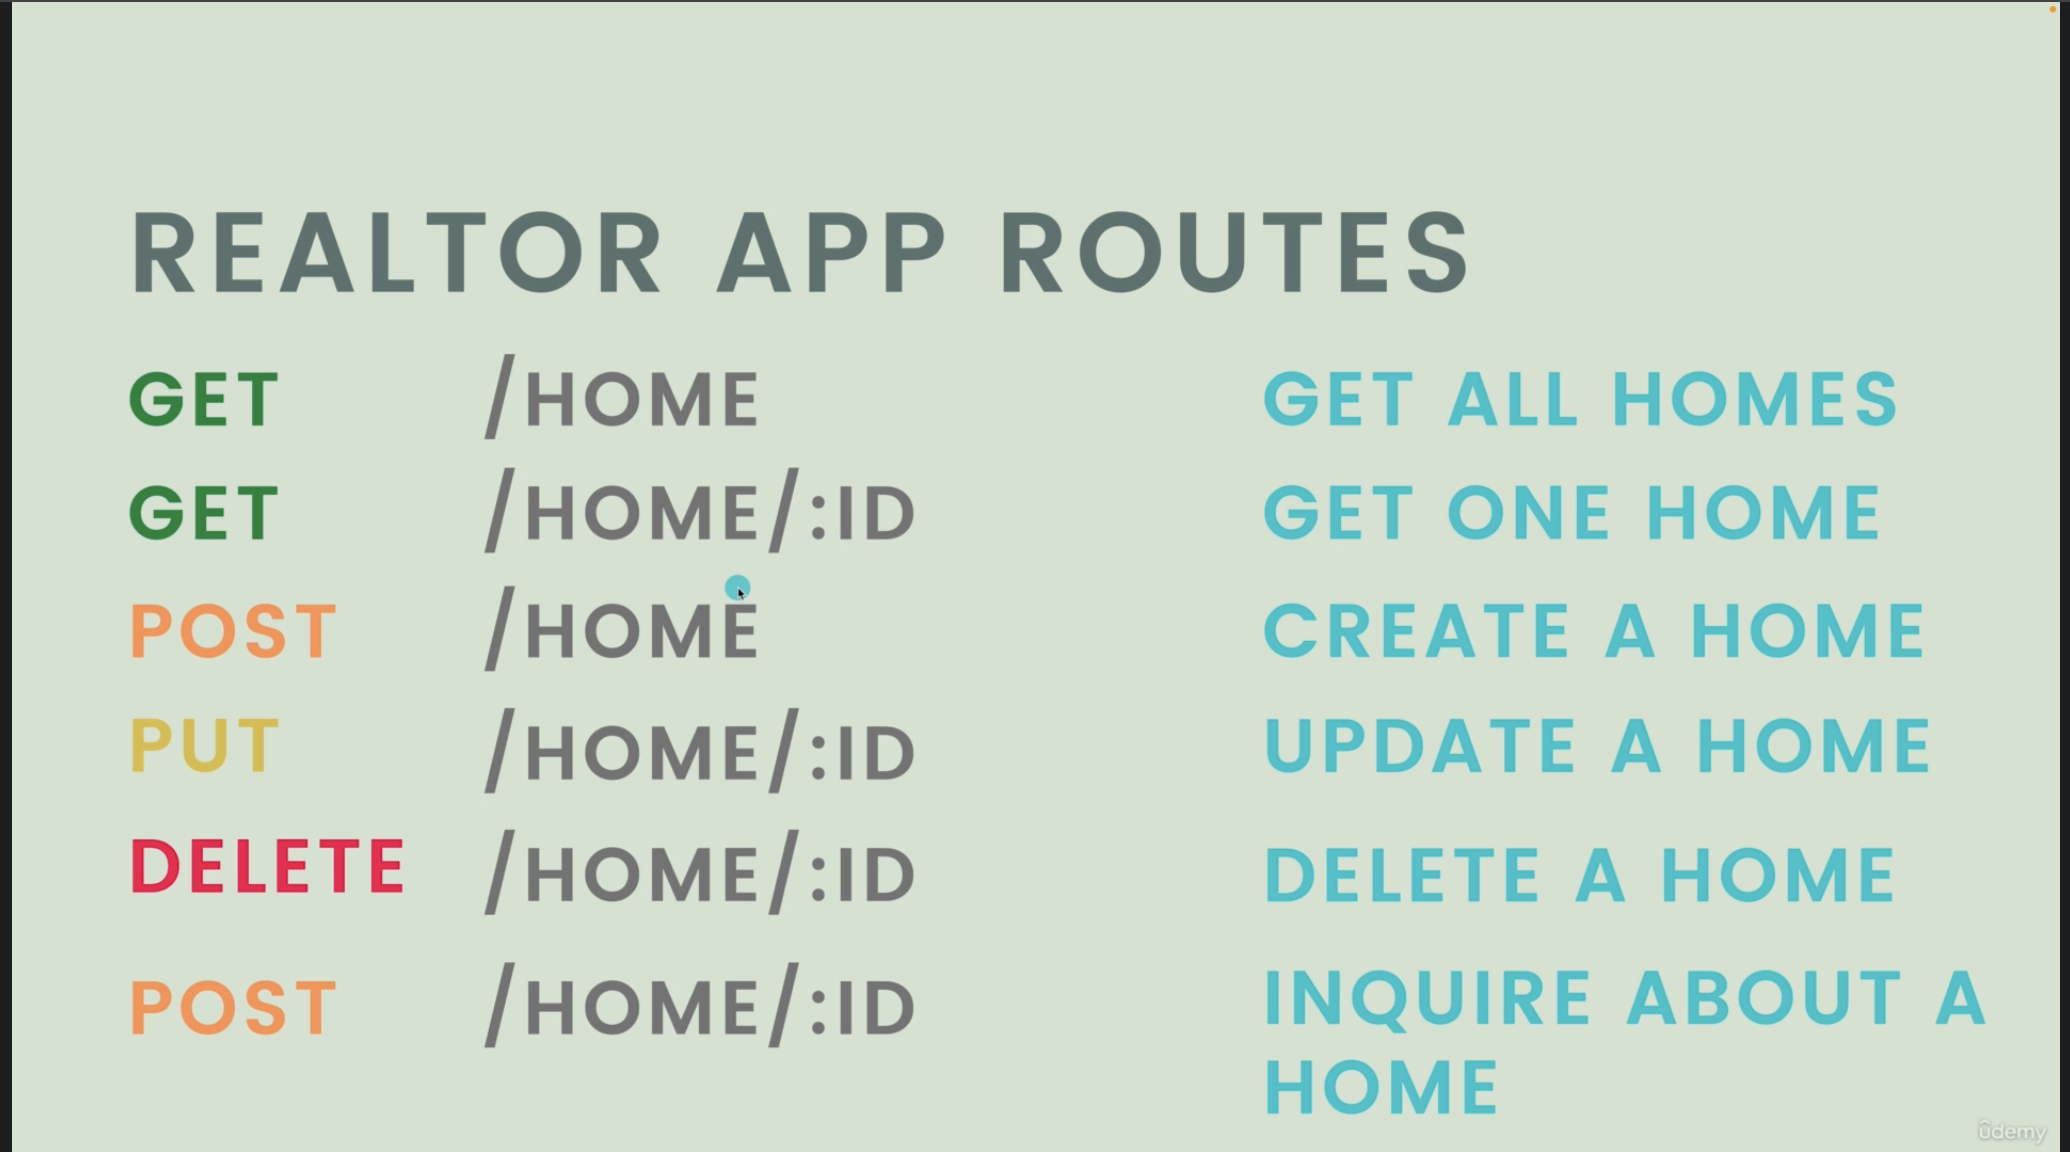 REALTOR APP ROUTES
GET /HOME GET ALL HOMES
GET /HOME/:ID GET ONE HOME
POST /HOME CREATE A HOME
PUT /HOME/:ID UPDATE A HOME
DELETE /HOME/:ID DELETE A HOME
POST /HOME/:ID INQUIRE ABOUT A
HOME
ûdemy